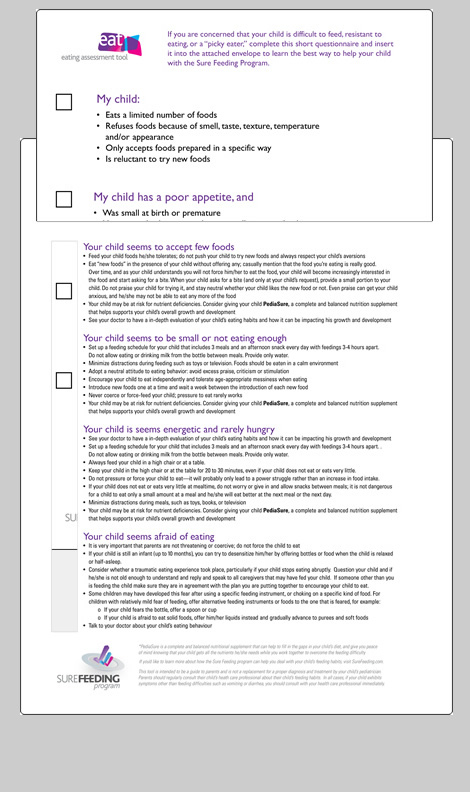 eat
eating assessment tool
If you are concerned that your child is difficult to feed, resistant to
eating, or a “picky eater,” complete this short questionnaire and insert
it into the attached envelope to learn the best way to help your child
with the Sure Feeding Program.
My child:
• Eats a limited number of foods
• Refuses foods because of smell, taste, texture, temperature
and/or appearance
• Only accepts foods prepared in a specific way
• Is reluctant to try new foods
My child has a poor appetite, and
• Was small at birth or premature
Your child seems to accept few foods
• Feed your child foods he/she tolerates; do not push your child to try new foods and always respect your child's aversions
• Eat “new foods” in the presence of your child without offering any; casually mention that the food you're eating is really good.
Over time, and as your child understands you will not force him/her to eat the food, your child will become increasingly interested in
the food and start asking for a bite. When your child asks for a bite (and only at your child's request), provide a small portion to your
child. Do not praise your child for trying it, and stay neutral whether your child likes the new food or not. Even praise can get your child
anxious, and he/she may not be able to eat any more of the food
• Your child may be at risk for nutrient deficiencies. Consider giving your child PediaSure, a complete and balanced nutrition supplement
that helps supports your child's overall growth and development
• See your doctor to have a in-depth evaluation of your child's eating habits and how it can be impacting his growth and development
Your child seems to be small or not eating enough
• Set up a feeding schedule for your child that includes 3 meals and an afternoon snack every day with feedings 3-4 hours apart.
Do not allow eating or drinking milk from the bottle between meals. Provide only water.
• Minimize distractions during feeding such as toys or television. Foods should be eaten in a calm environment
• Adopt a neutral attitude to eating behavior: avoid excess praise, criticism or stimulation
• Encourage your child to eat independently and tolerate age-appropriate messiness when eating
• Introduce new foods one at a time and wait a week between the introduction of each new food
• Never coerce or force-feed your child; pressure to eat rarely works
• Your child may be at risk for nutrient deficiencies. Consider giving your child PediaSure, a complete and balanced nutrition supplement
that helps supports your child's overall growth and development
Your child is seems energetic and rarely hungry
• See your doctor to have a in-depth evaluation of your child's eating habits and how it can be impacting his growth and development
• Set up a feeding schedule for your child that includes 3 meals and an afternoon snack every day with feedings 3-4 hours apart. .
Do not allow eating or drinking milk from the bottle between meals. Provide only water.
• Always feed your child in a high chair or at a table.
• Keep your child in the high chair or at the table for 20 to 30 minutes, even if your child does not eat or eats very little.
• Do not pressure or force your child to eat—it will probably only lead to a power struggle rather than an increase in food intake.
• If your child does not eat or eats very little at mealtime, do not worry or give in and allow snacks between meals; it is not dangerous
for a child to eat only a small amount at a meal and he/she will eat better at the next meal or the next day.
• Minimize distractions during meals, such as toys, books, or television
• Your child may be at risk for nutrient deficiencies. Consider giving your child PediaSure, a complete and balanced nutrition supplement
that helps supports your child's overall growth and development
SU
Your child seems afraid of eating
• It is very important that parents are not threatening or coercive; do not force the child to eat
• If your child is still an infant (up to 10 months), you can try to desensitize him/her by offering bottles or food when the child is relaxed
or half-asleep.
• Consider whether a traumatic eating experience took place, particularly if your child stops eating abruptly. Question your child and if
he/she is not old enough to understand and reply and speak to all caregivers that may have fed your child. If someone other than you
is feeding the child make sure they are in agreement with the plan you are putting together to encourage your child to eat.
• Some children may have developed this fear after using a specific feeding instrument, or choking on a specific kind of food. For
children with relatively mild fear of feeding, offer alternative feeding instruments or foods to the one that is feared, for example:
o If your child fears the bottle, offer a spoon or cup
o If your child is afraid to eat solid foods, offer him/her liquids instead and gradually advance to purees and soft foods
• Talk to your doctor about your child's eating behaviour
SUREFEEDING
program
*PediaSure is a complete and balanced nutritional supplement that can help to fill in the gaps in your child's diet, and give you peace
of mind knowing that your child gets all the nutrients he/she needs while you work together to overcome the feeding difficulty
If you'd like to learn more about how the Sure Feeding program can help you deal with your child's feeding habits: visit SureFeeding.com.
This tool is intended to be a guide to parents and is not a replacement for a proper diagnosis and treatment by your child's pediatrician.
Parents should regularly consult their child's health care professional about their child's feeding habits. In all cases, if your child exhibits
symptoms other than feeding difficulties such as vomiting or diarrhea, you should consult with your health care professional immediately.